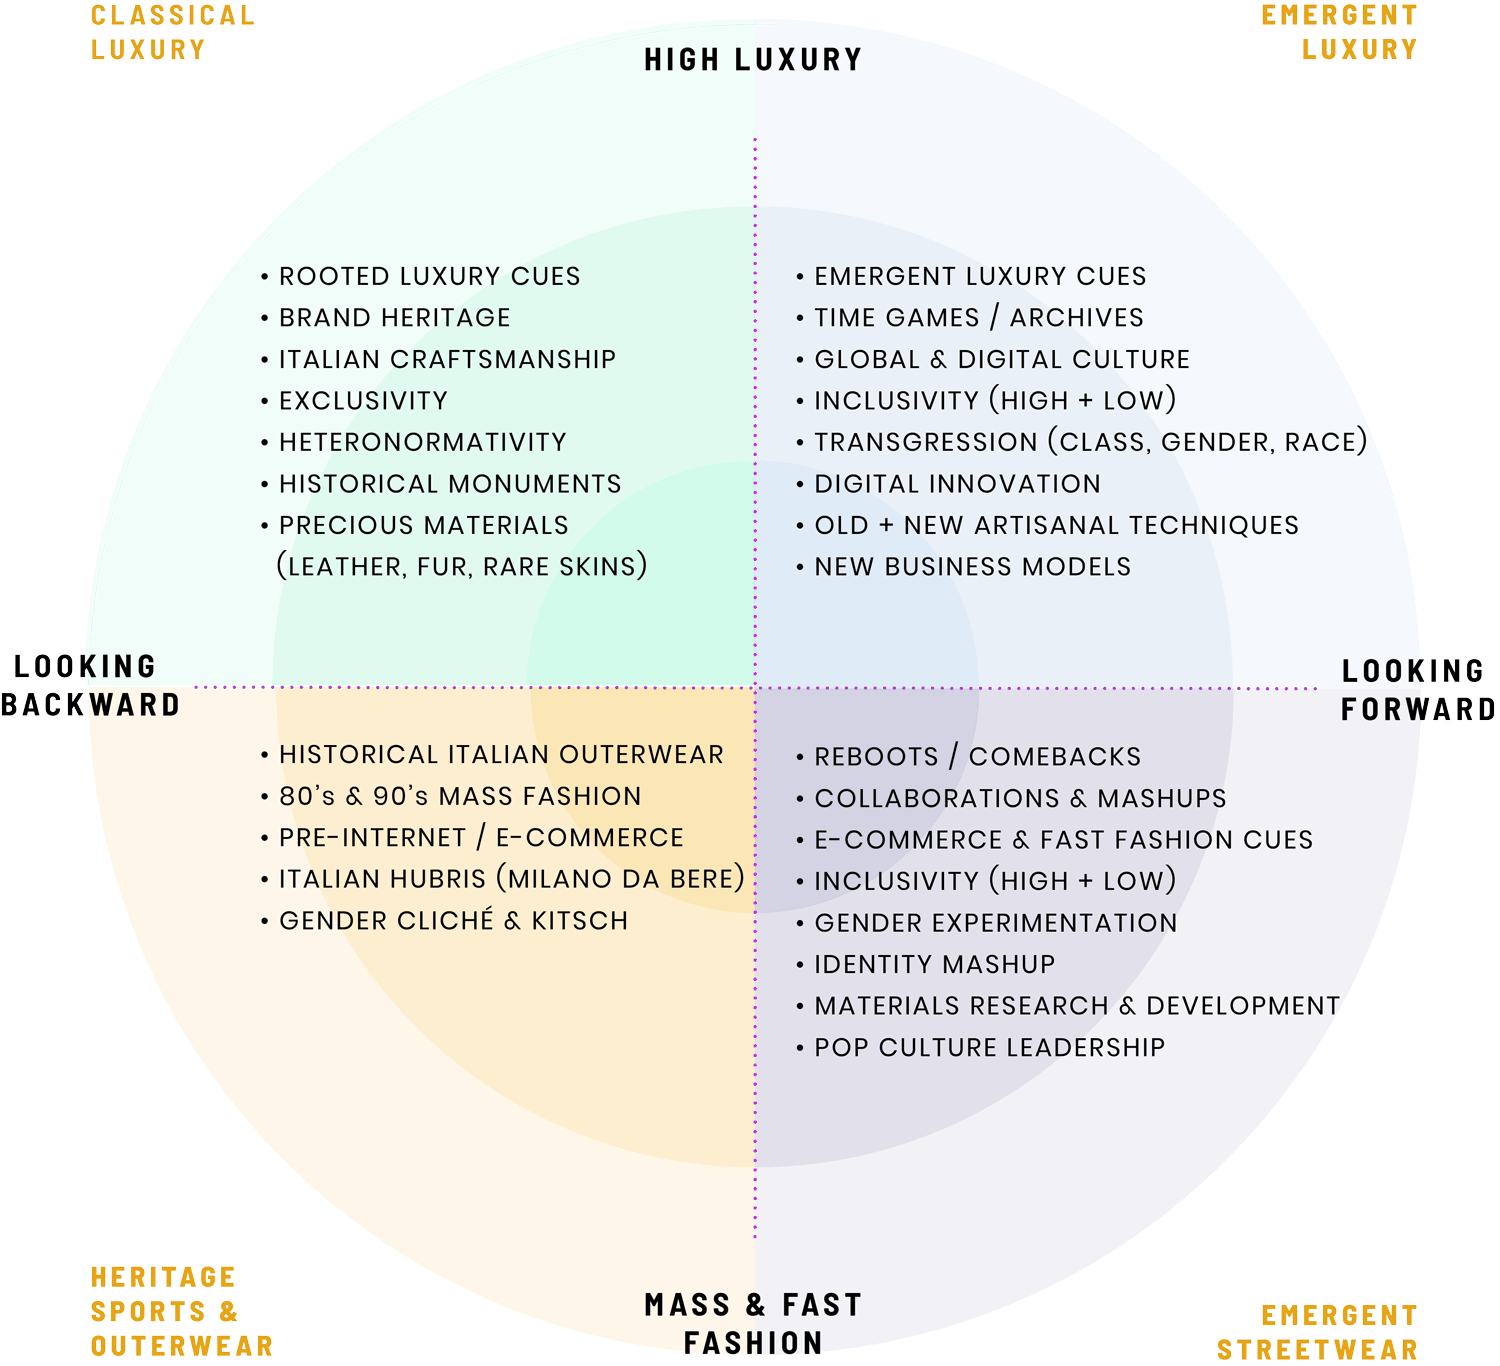 CLASSICAL
LUXURY
EMERGENT
LUXURY
HIGH LUXURY
• ROOTED LUXURY CUES
• BRAND HERITAGE
• ITALIAN CRAFTSMANSHIP
• EXCLUSIVITY
• HETERONORMATIVITY
• HISTORICAL MONUMENTS
• PRECIOUS MATERIALS
(LEATHER, FUR, RARE SKINS)
• EMERGENT LUXURY CUES
• TIME GAMES / ARCHIVES
• GLOBAL & DIGITAL CULTURE
• INCLUSIVITY (HIGH + LOW)
• TRANSGRESSION (CLASS, GENDER, RACE)
• DIGITAL INNOVATION
• OLD + NEW ARTISANAL TECHNIQUES
• NEW BUSINESS MODELS
LOOKING
BACKWARD
LOOKING
FORWARD
• HISTORICAL ITALIAN OUTERWEAR
• 80's & 90's MASS FASHION
• PRE-INTERNET / E-COMMERCE
• ITALIAN HUBRIS (MILANO DA BERE)
• GENDER CLICHÉ & KITSCH
• REBOOTS / COMEBACKS
• COLLABORATIONS & MASHUPS
• E-COMMERCE & FAST FASHION CUES
• INCLUSIVITY (HIGH + LOW)
• GENDER EXPERIMENTATION
• IDENTITY MASHUP
• MATERIALS RESEARCH & DEVELOPMENT
• POP CULTURE LEADERSHIP
HERITAGE
SPORTS &
OUTERWEAR
MASS & FAST
FASHION
EMERGENT
STREETWEAR